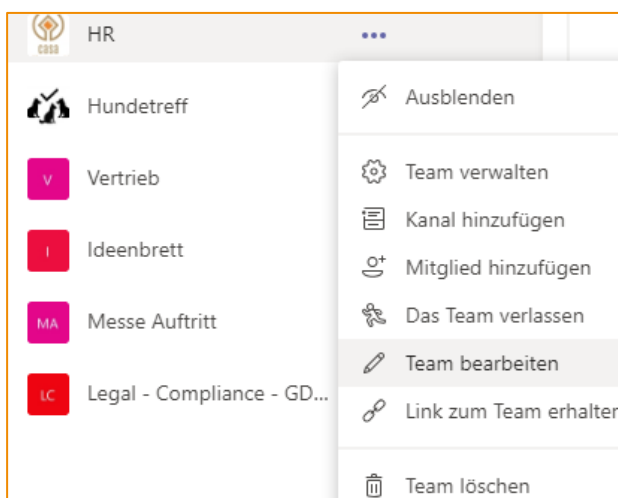 casa
HR
Hundetreff
V
Vertrieb
I
Ideenbrett
MA
Messe Auftritt
LC
Legal - Compliance - GD...
Ausblenden
Team verwalten
Kanal hinzufügen
Mitglied hinzufügen
Das Team verlassen
Team bearbeiten
Link zum Team erhalten
Team löschen